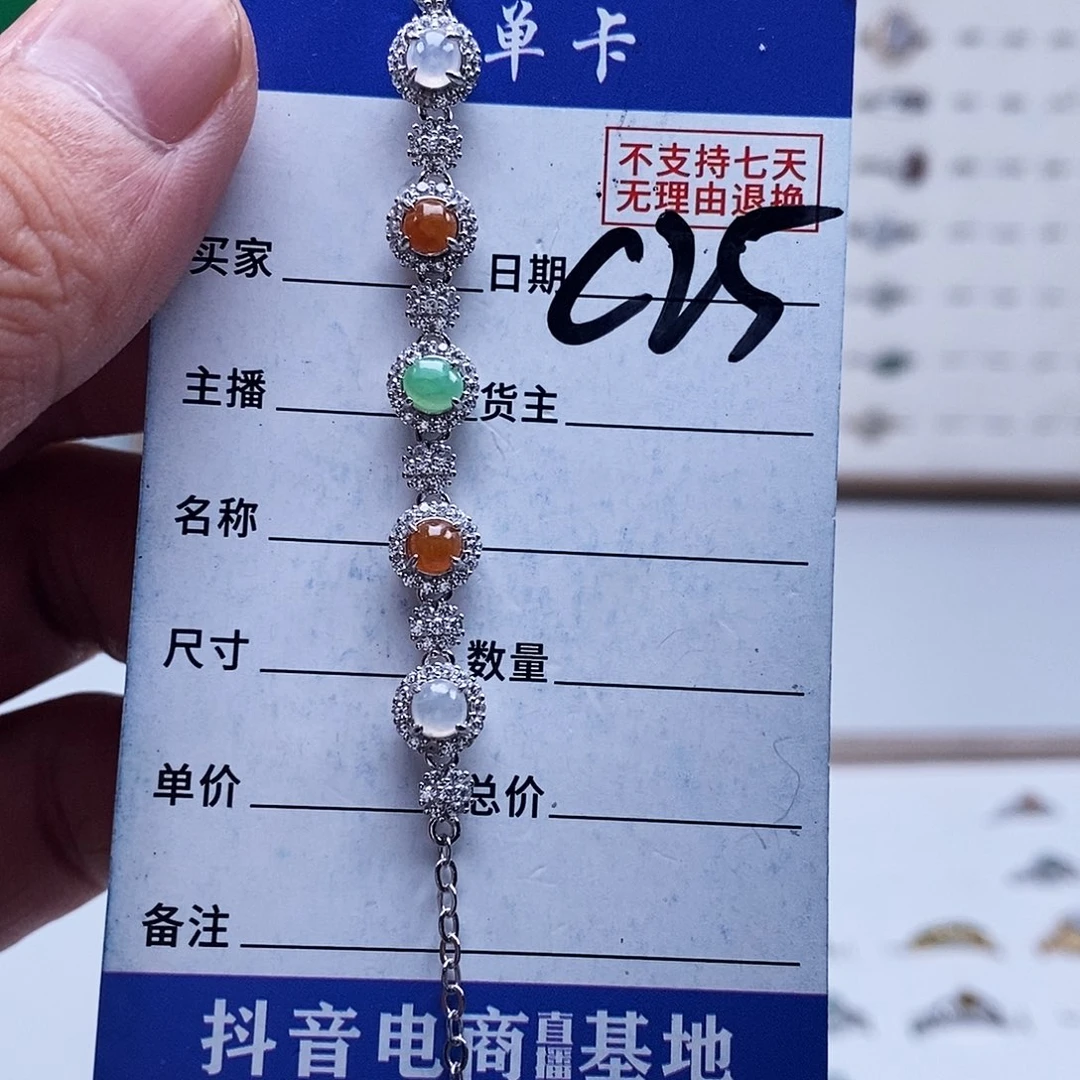 单卡
不支持七天
无理由退换
买家 日期 CV5
主播 货主
名称
尺寸 数量
单价 总价
备注
抖音电商直播基地